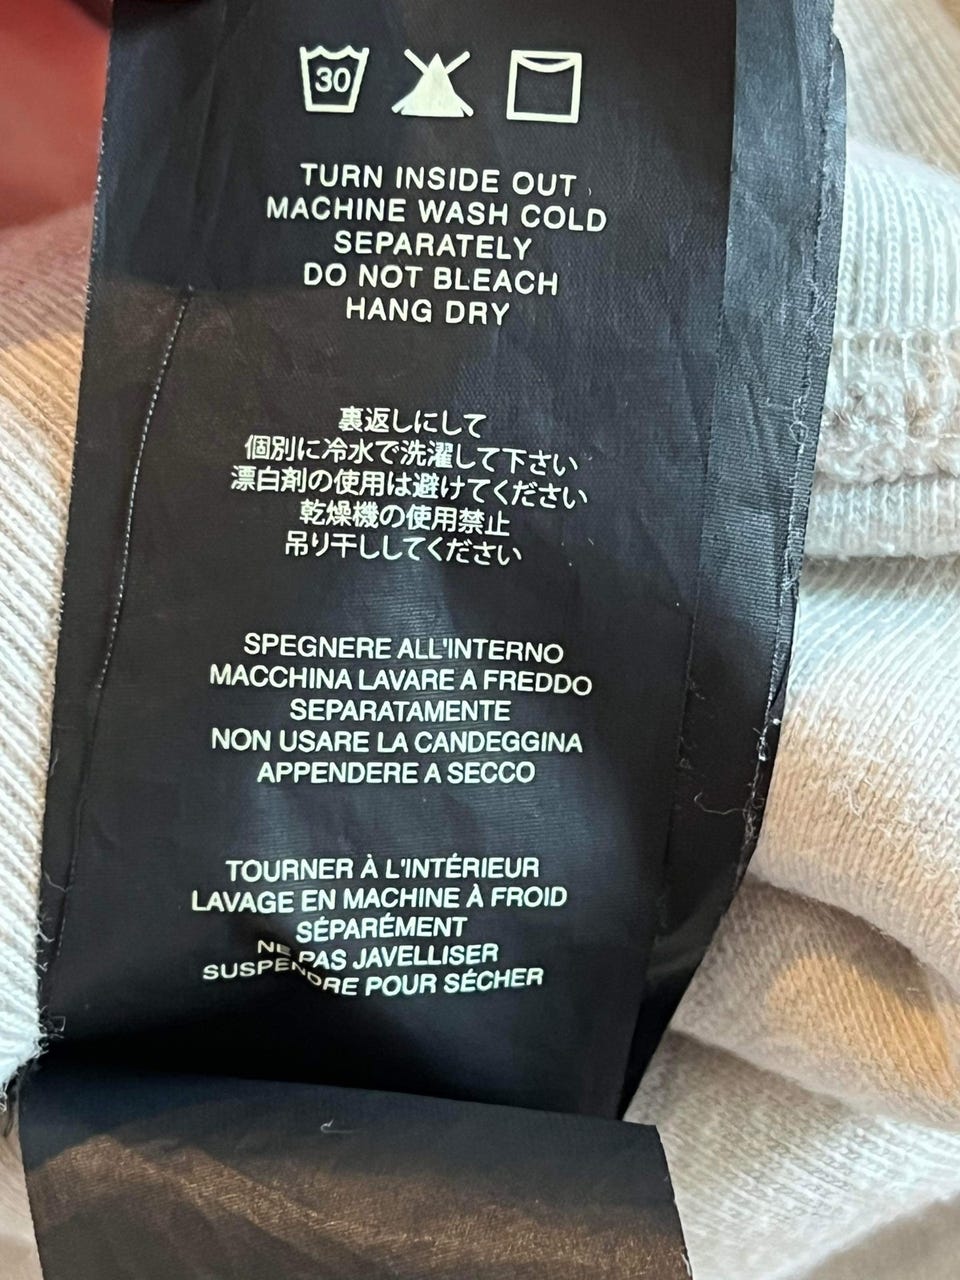 30
TURN INSIDE OUT
MACHINE WASH COLD
SEPARATELY
DO NOT BLEACH
HANG DRY
裏返しにして
個別に冷水で洗濯して下さい
漂白剤の使用は避けてください
乾燥機の使用禁止
吊り干ししてください
SPEGNERE ALL'INTERNO
MACCHINA LAVARE A FREDDO
SEPARATAMENTE
NON USARE LA CANDEGGINA
APPENDERE A SECCO
TOURNER À L'INTÉRIEUR
LAVAGE EN MACHINE À FROID
SÉPARÉMENT
NE PAS JAVELLISER
SUSPENDRE POUR SÉCHER